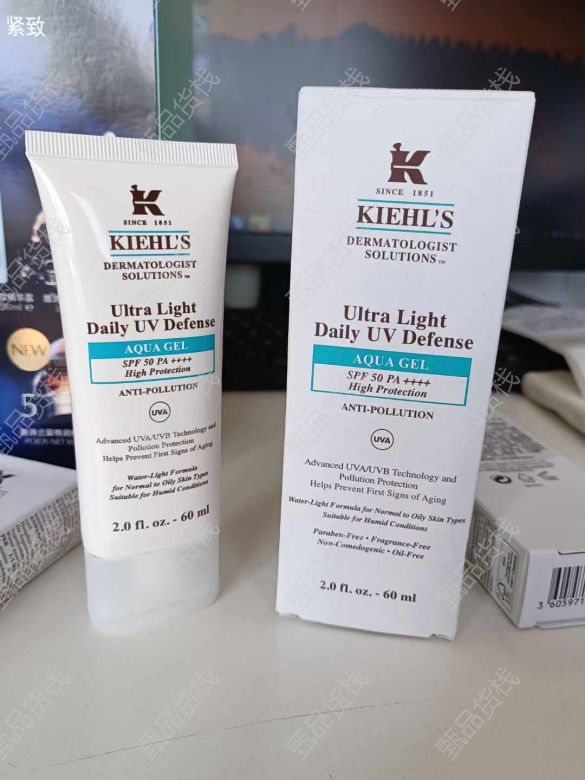 紧致
NEW
K
SINCE 1851
KIEHL'S
DERMATOLOGIST
SOLUTIONS™
Ultra Light
Daily UV Defense
AQUA GEL
SPF 50 PA ++++
High Protection
ANTI-POLLUTION
UVA
Advanced UVA/UVB Technology and
Pollution Protection
Helps Prevent First Signs of Aging
Water-Light Formula
for Normal to Oily Skin Types
Suitable for Humid Conditions
2.0 fl. oz. - 60 ml
K
SINCE 1851
KIEHL'S
DERMATOLOGIST
SOLUTIONS™
Ultra Light
Daily UV Defense
AQUA GEL
SPF 50 PA ++++
High Protection
ANTI-POLLUTION
UVA
Advanced UVA/UVB Technology and
Pollution Protection
Helps Prevent First Signs of Aging
Water-Light Formula for Normal to Oily Skin Types
Suitable for Humid Conditions
Paraben-Free • Fragrance-Free
Non-Comedogenic • Oil-Free
2.0 fl. oz. - 60 ml
3 605971
甄品货栈